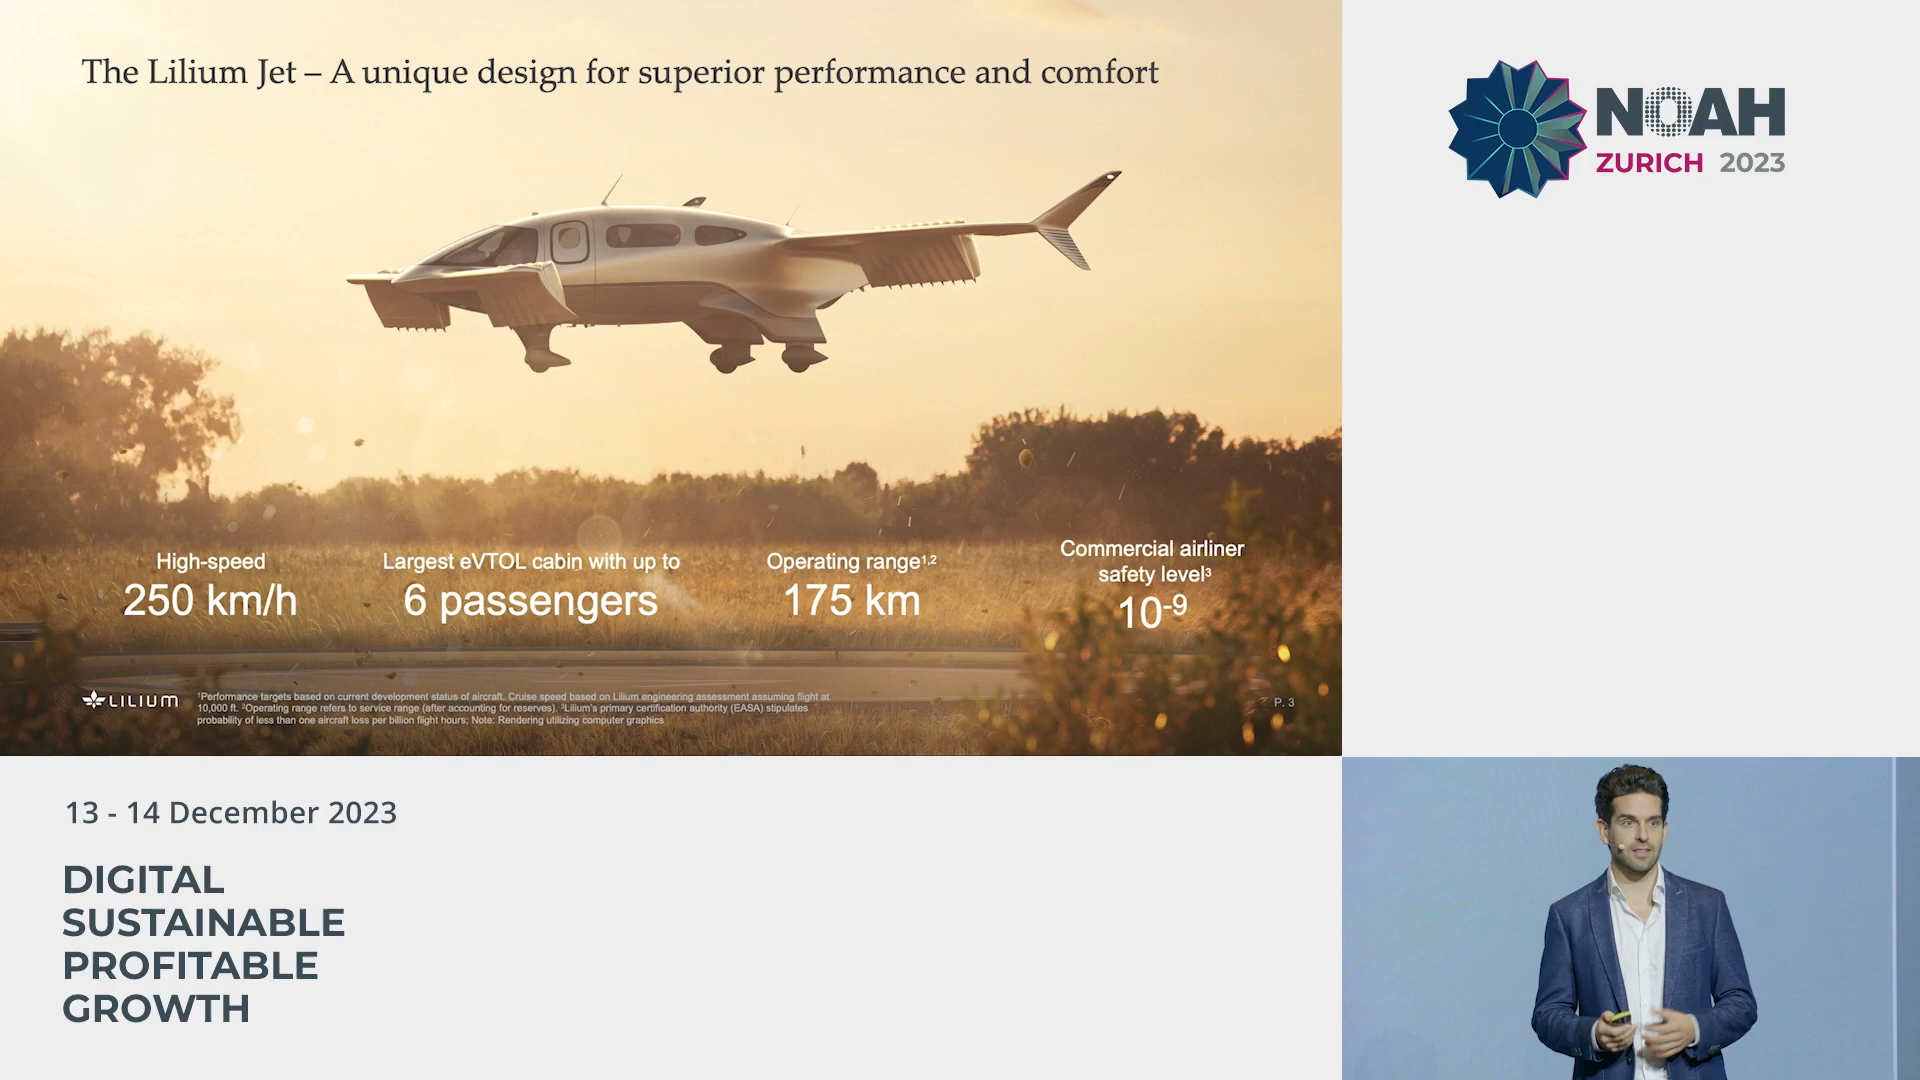 The Lilium Jet – A unique design for superior performance and comfort
NOAH
ZURICH 2023
High-speed
250 km/h
Largest eVTOL cabin with up to
6 passengers
Operating range¹,²
175 km
Commercial airliner
safety level³
10⁻⁹
LILIUM
¹Performance targets based on current development status of aircraft. Cruise speed based on Lilium engineering assessment assuming flight at
10,000 ft. ²Operating range refers to service range (after accounting for reserves). ³Lilium's primary certification authority (EASA) stipulates
probability of less than one aircraft loss per billion flight hours; Note: Rendering utilizing computer graphics
P. 3
13 - 14 December 2023
DIGITAL
SUSTAINABLE
PROFITABLE
GROWTH